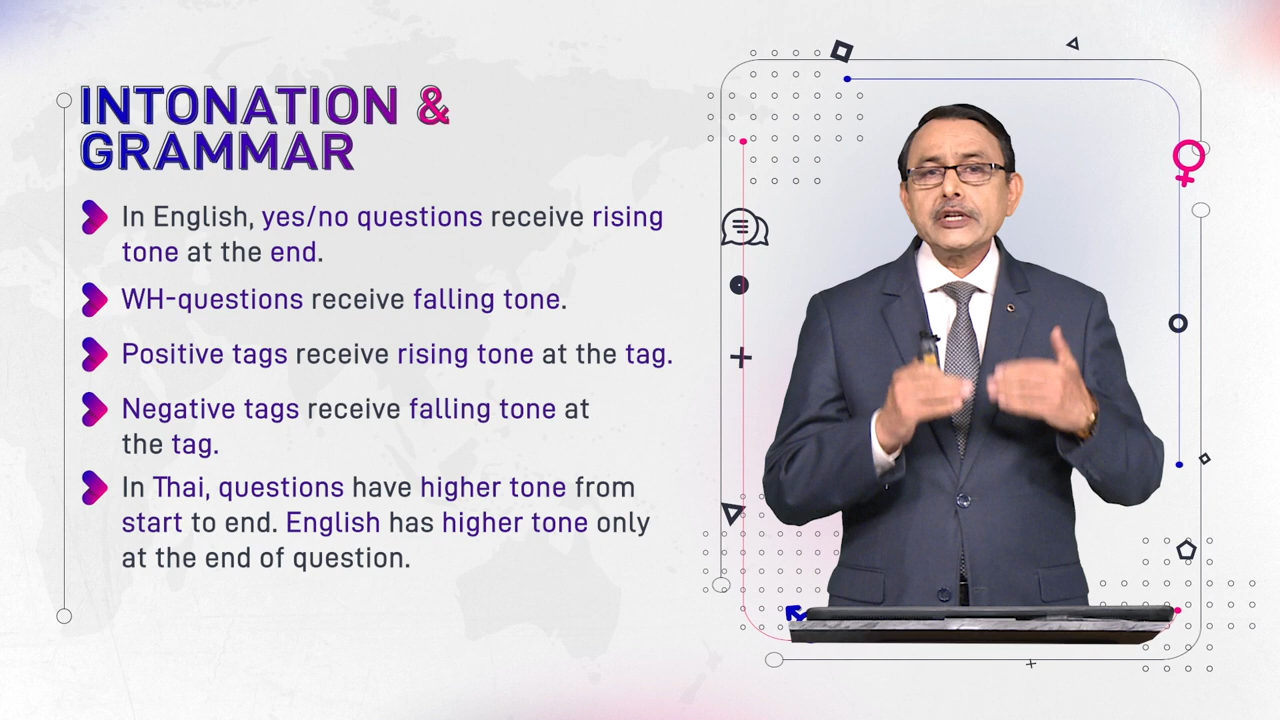 INTONATION &
GRAMMAR
In English, yes/no questions receive rising
tone at the end.
WH-questions receive falling tone.
Positive tags receive rising tone at the tag.
Negative tags receive falling tone at
the tag.
In Thai, questions have higher tone from
start to end. English has higher tone only
at the end of question.